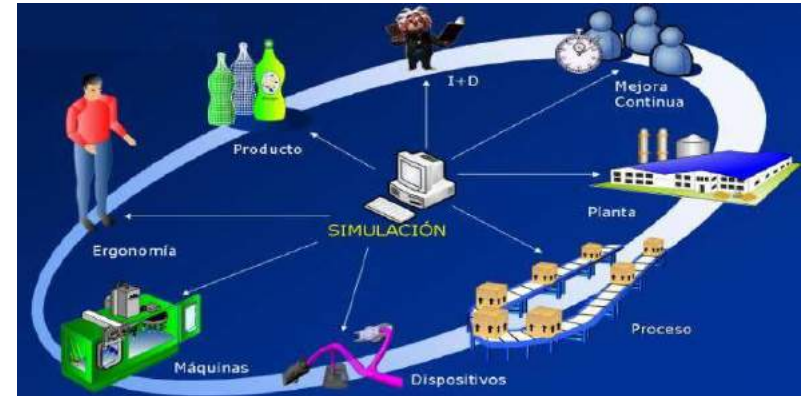 I+D
Mejora
Continua
Producto
Planta
SIMULACIÓN
Ergonomía
Proceso
Máquinas
Dispositivos